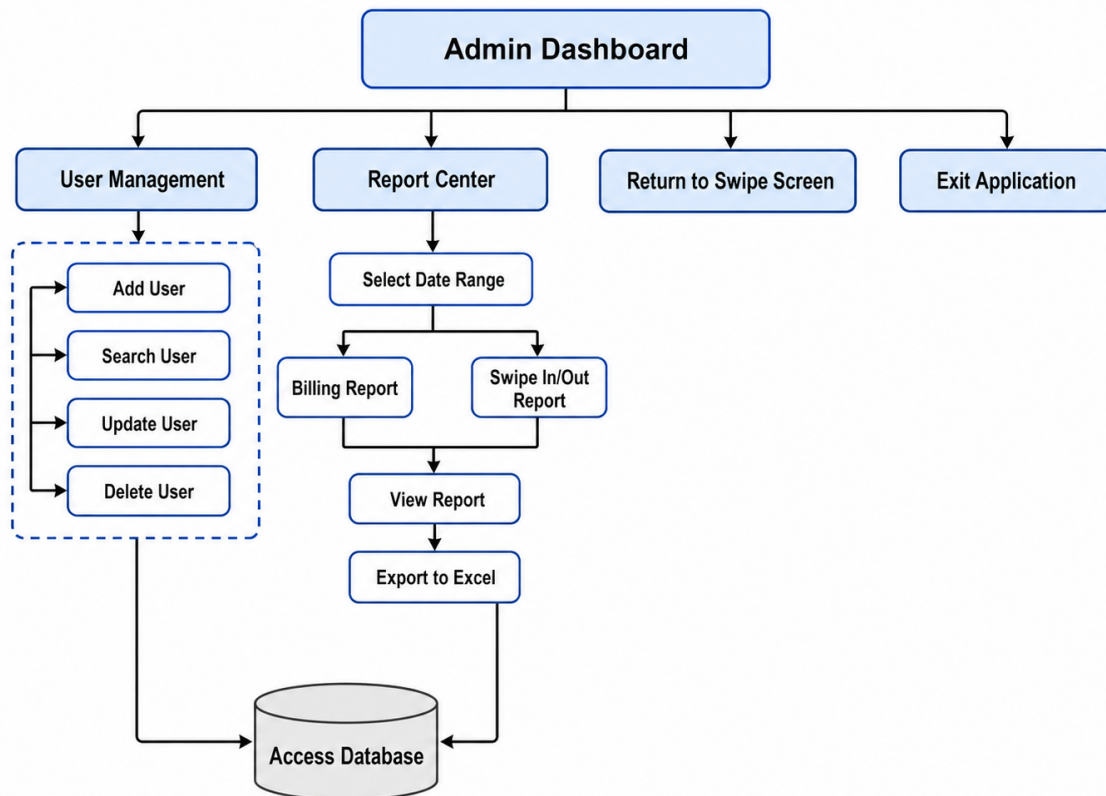 Admin Dashboard
User Management
Report Center
Return to Swipe Screen
Exit Application
Add User
Search User
Update User
Delete User
Select Date Range
Billing Report
Swipe In/Out
Report
View Report
Export to Excel
Access Database